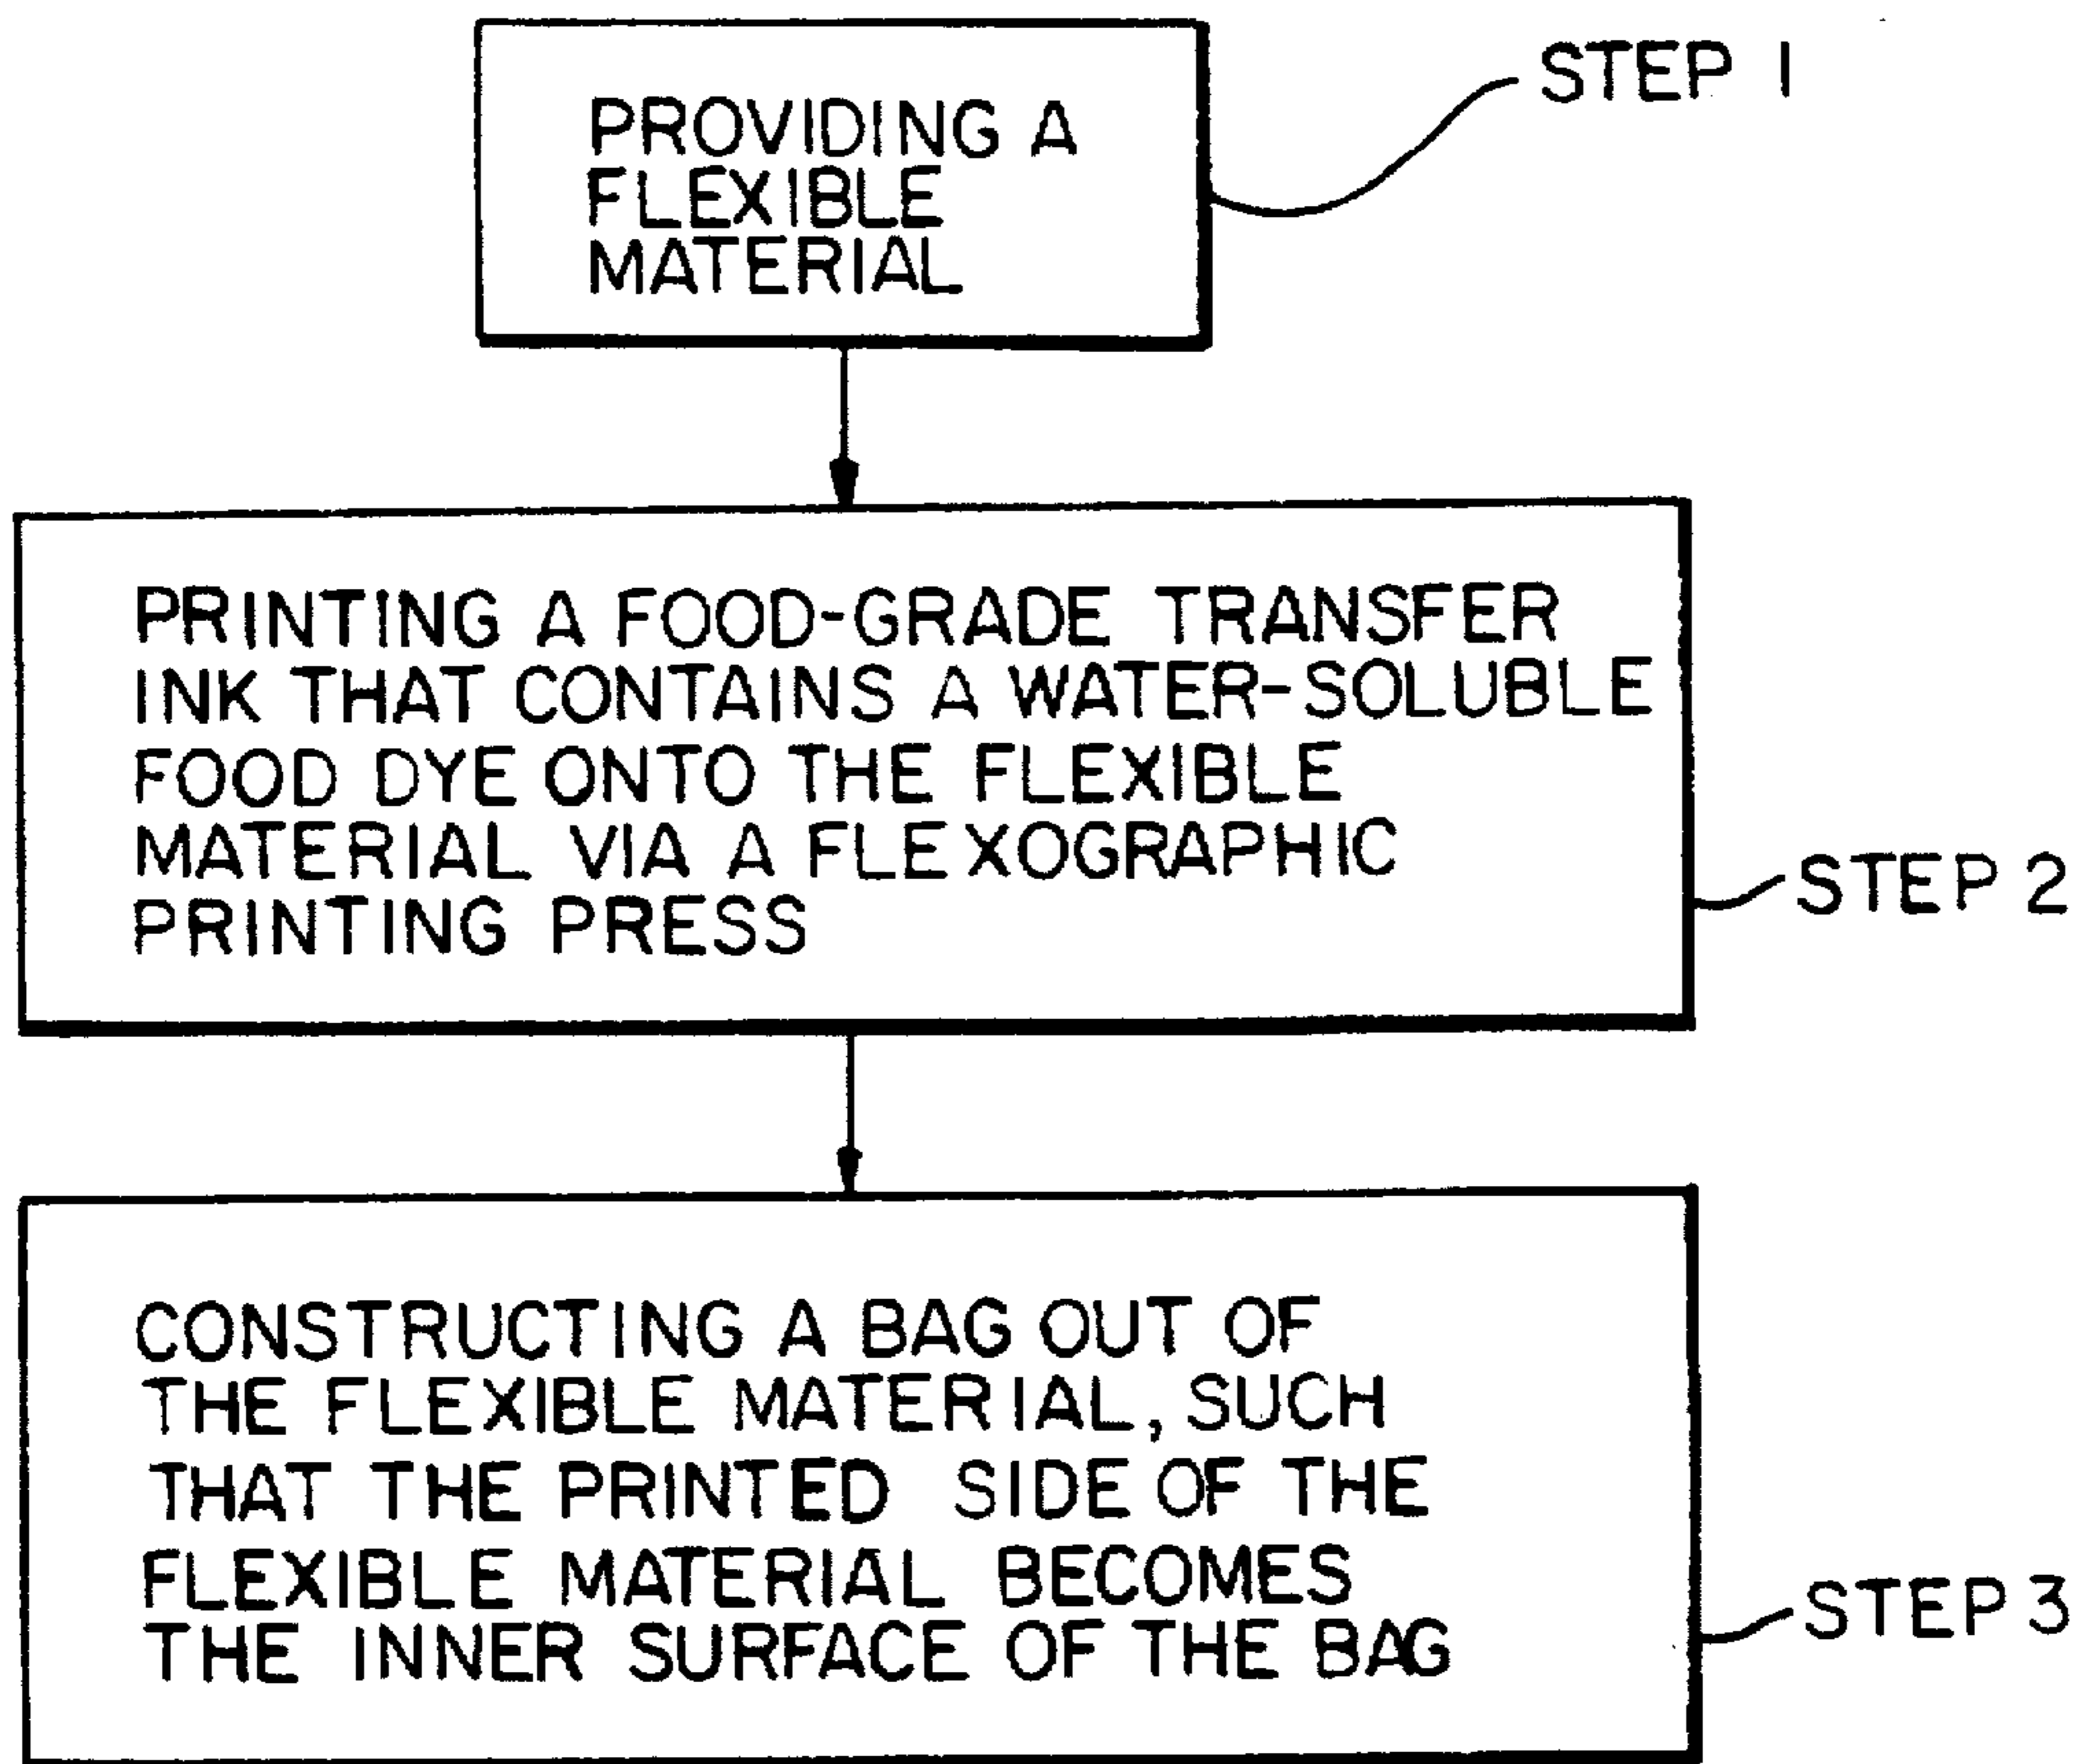 PROVIDING A
FLEXIBLE
MATERIAL
STEP 1
PRINTING A FOOD-GRADE TRANSFER
INK THAT CONTAINS A WATER-SOLUBLE
FOOD DYE ONTO THE FLEXIBLE
MATERIAL VIA A FLEXOGRAPHIC
PRINTING PRESS
STEP 2
CONSTRUCTING A BAG OUT OF
THE FLEXIBLE MATERIAL, SUCH
THAT THE PRINTED SIDE OF THE
FLEXIBLE MATERIAL BECOMES
THE INNER SURFACE OF THE BAG
STEP 3